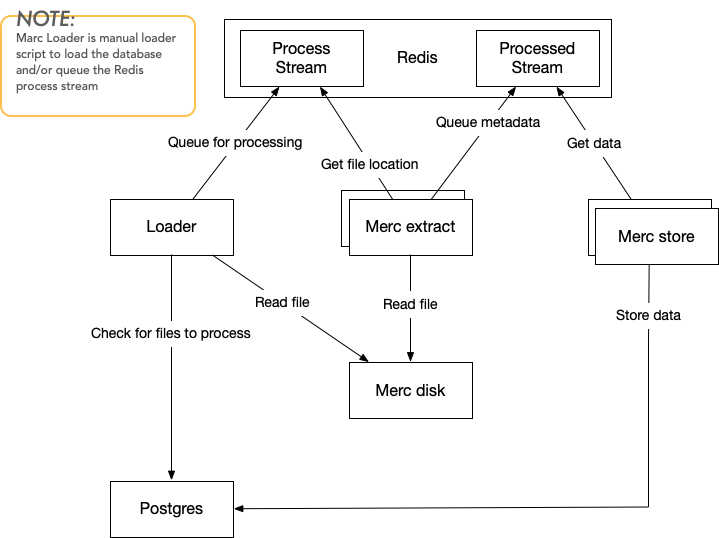 NOTE:
Marc Loader is manual loader
script to load the database
and/or queue the Redis
process stream
Process
Stream
Redis
Processed
Stream
Queue metadata
Queue for processing
Get data
Get file location
Loader
Merc extract
Merc store
Read file
Read file
Store data
Check for files to process
Merc disk
Postgres